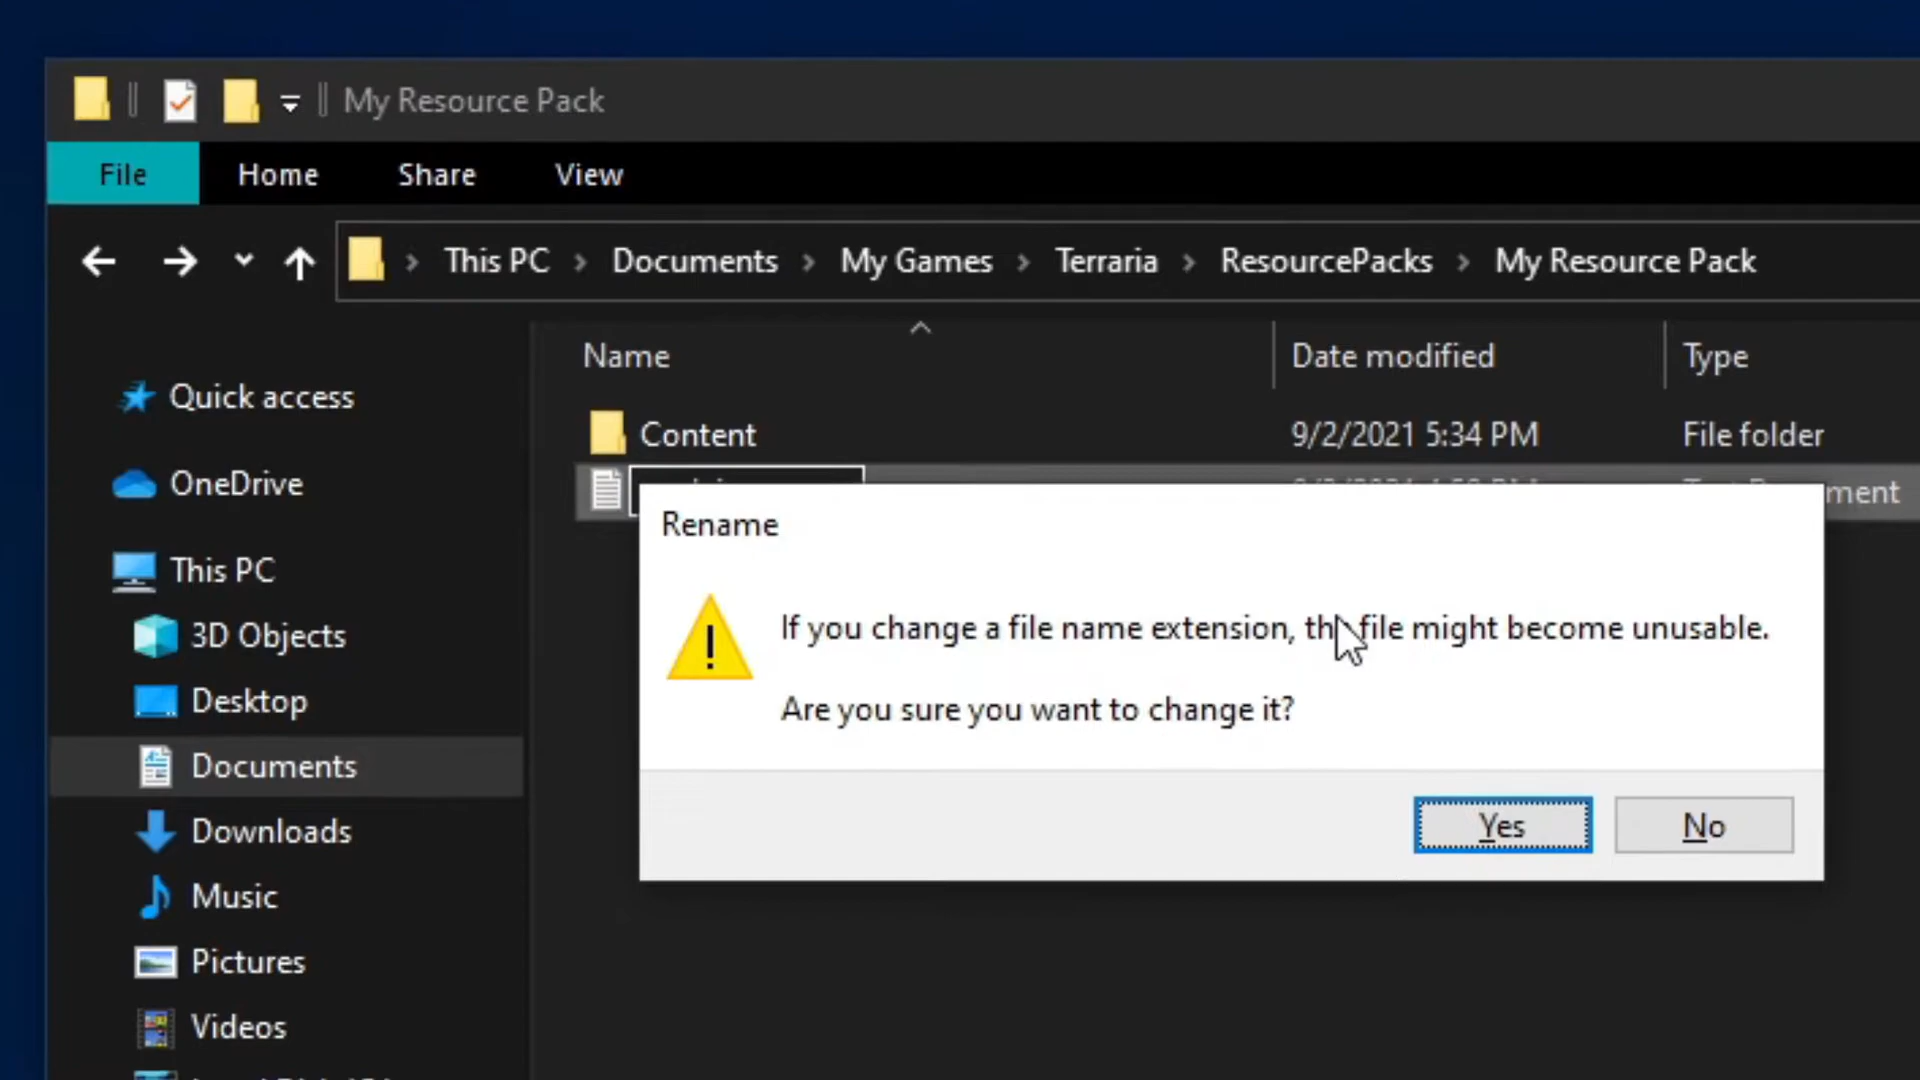 My Resource Pack
File Home Share View
This PC Documents My Games Terraria ResourcePacks My Resource Pack
Name Date modified Type
Quick access
Content 9/2/2021 5:34 PM File folder
OneDrive
Rename
If you change a file name extension, the file might become unusable.
Are you sure you want to change it?
Yes No
This PC
3D Objects
Desktop
Documents
Downloads
Music
Pictures
Videos